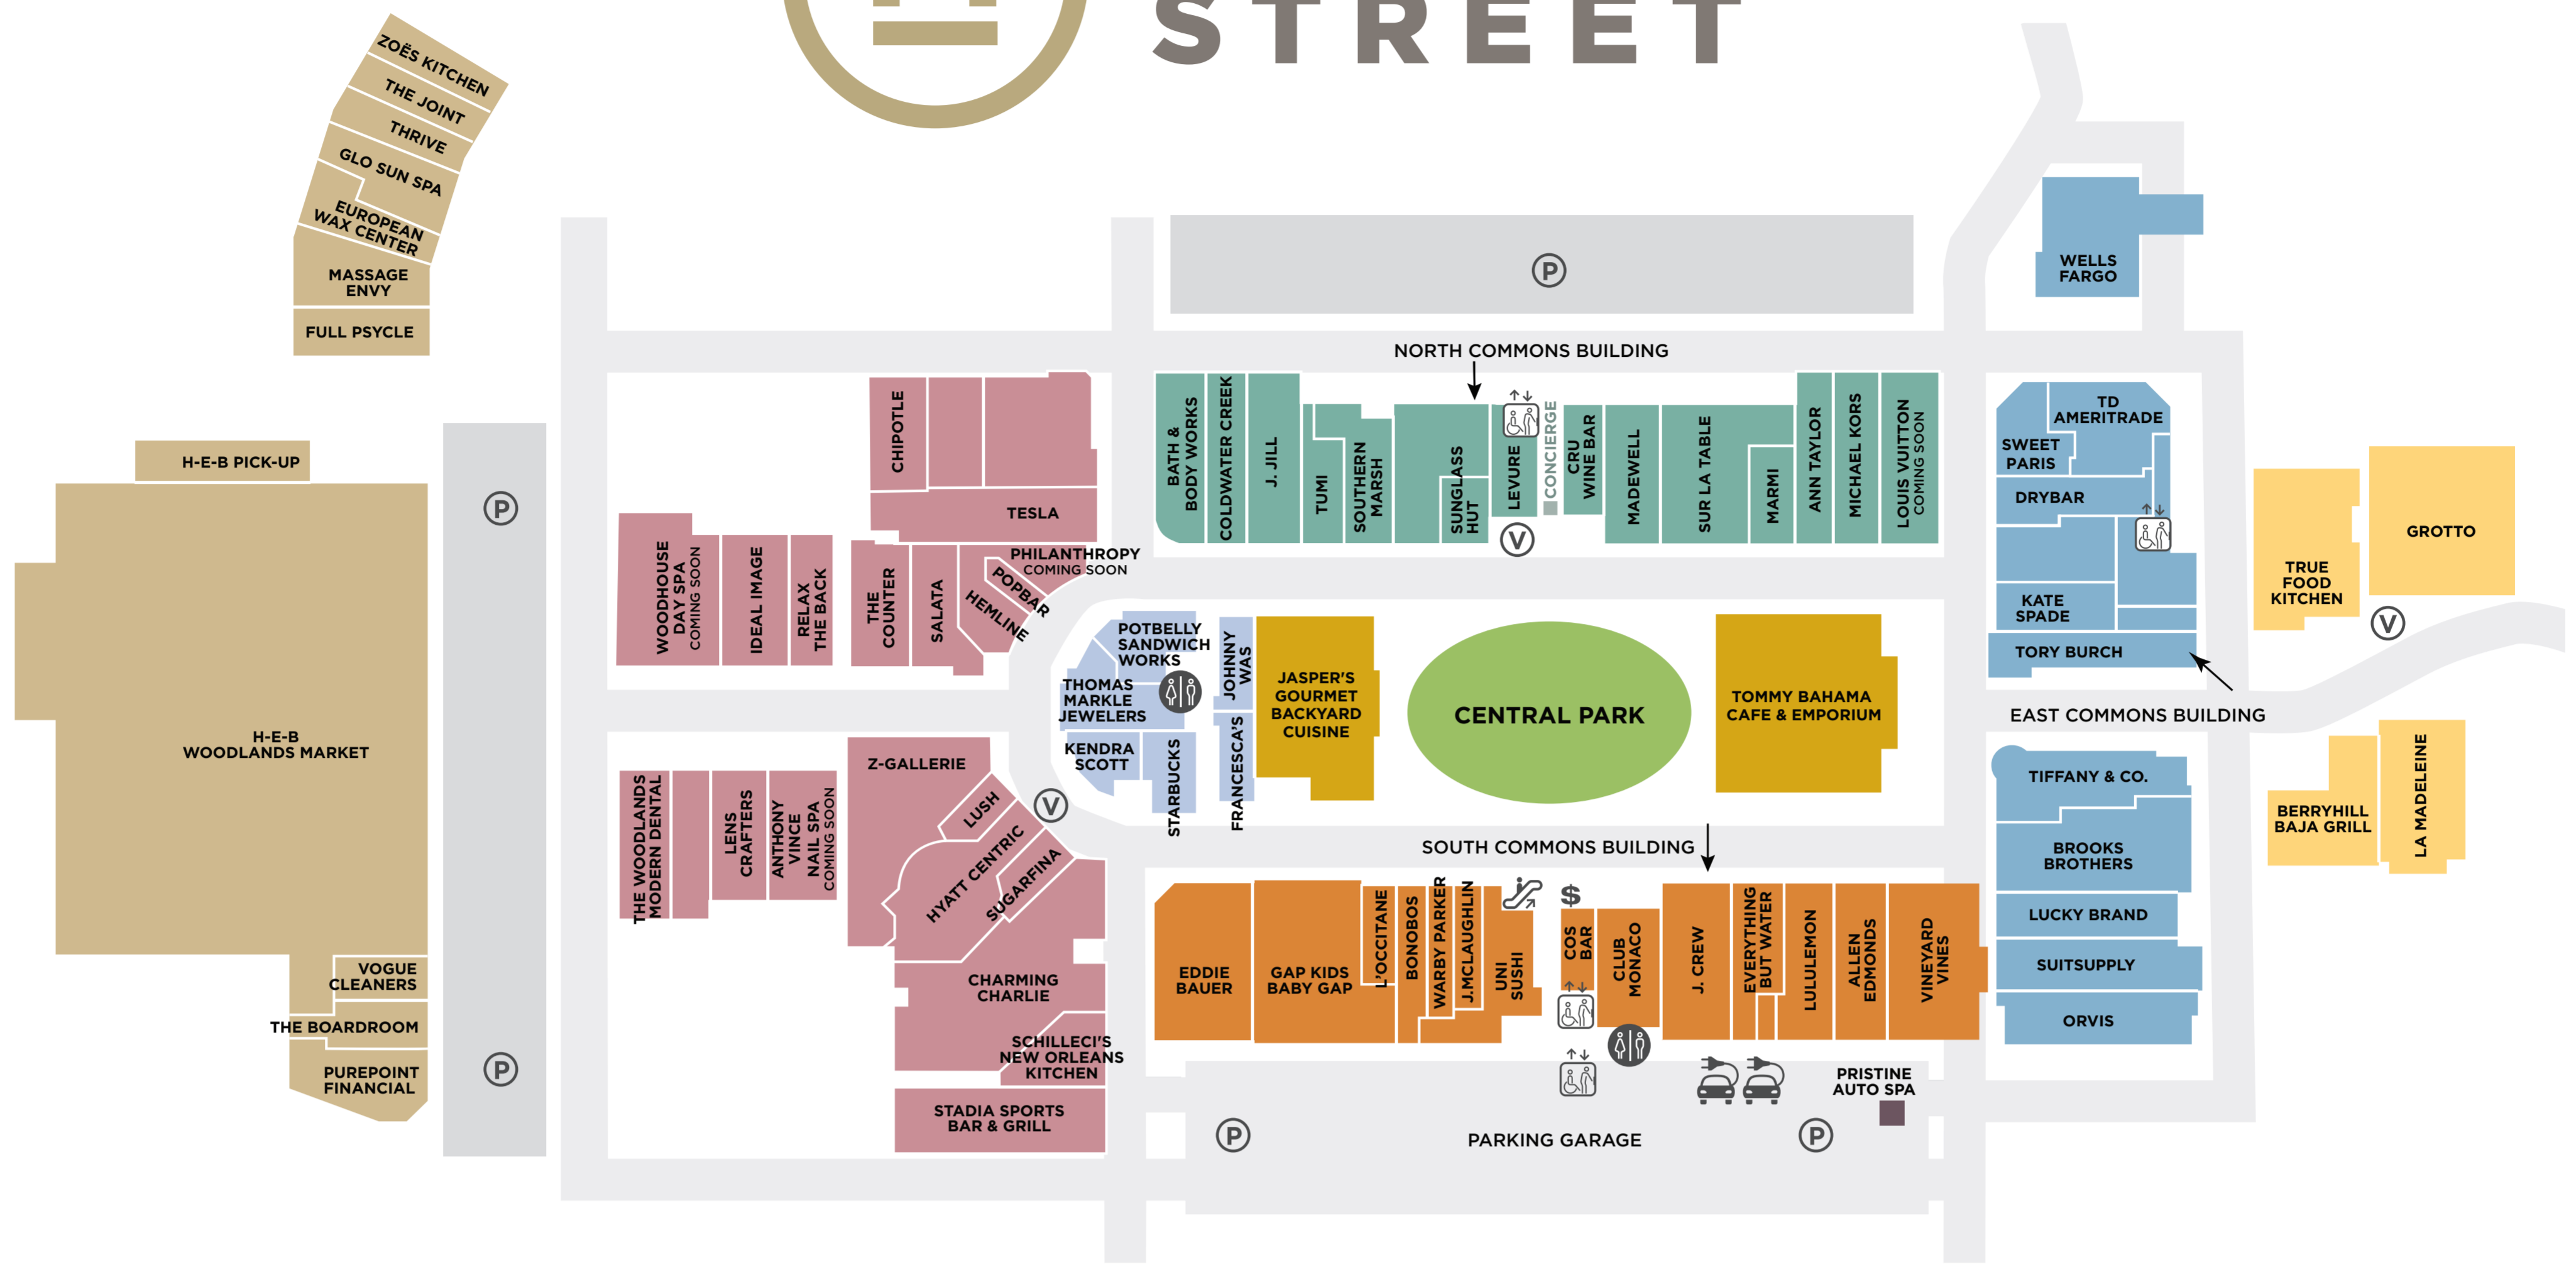 STREET
ZOËS KITCHEN
THE JOINT
THRIVE
GLO SUN SPA
EUROPEAN
WAX CENTER
MASSAGE
ENVY
FULL PSYCLE
H-E-B PICK-UP
H-E-B
WOODLANDS MARKET
VOGUE
CLEANERS
THE BOARDROOM
PUREPOINT
FINANCIAL
P
P
CHIPOTLE
TESLA
WOODHOUSE
DAY SPA
COMING SOON
IDEAL IMAGE
RELAX
THE BACK
THE
COUNTER
SALATA
HEMLINE
POPBAR
PHILANTHROPY
COMING SOON
THE WOODLANDS
MODERN DENTAL
LENS
CRAFTERS
ANTHONY
VINCE
NAIL SPA
COMING SOON
Z-GALLERIE
LUSH
HYATT CENTRIC
SUGARFINA
CHARMING
CHARLIE
SCHILLECI'S
NEW ORLEANS
KITCHEN
STADIA SPORTS
BAR & GRILL
V
POTBELLY
SANDWICH
WORKS
THOMAS
MARKLE
JEWELERS
KENDRA
SCOTT
STARBUCKS
JOHNNY
WAS
FRANCESCA'S
JASPER'S
GOURMET
BACKYARD
CUISINE
CENTRAL PARK
TOMMY BAHAMA
CAFE & EMPORIUM
P
NORTH COMMONS BUILDING
BATH &
BODY WORKS
COLDWATER CREEK
J. JILL
TUMI
SOUTHERN
MARSH
SUNGLASS
HUT
LEVURE
V
CONCIERGE
CRU
WINE BAR
MADEWELL
SUR LA TABLE
MARMI
ANN TAYLOR
MICHAEL KORS
LOUIS VUITTON
COMING SOON
SOUTH COMMONS BUILDING
EDDIE
BAUER
GAP KIDS
BABY GAP
L'OCCITANE
BONOBOS
WARBY PARKER
J.MCLAUGHLIN
UNI
SUSHI
$
COS
BAR
CLUB
MONACO
J. CREW
EVERYTHING
BUT WATER
LULULEMON
ALLEN
EDMONDS
VINEYARD
VINES
P
PARKING GARAGE
P
PRISTINE
AUTO SPA
WELLS
FARGO
TD
AMERITRADE
SWEET
PARIS
DRYBAR
KATE
SPADE
TORY BURCH
EAST COMMONS BUILDING
TIFFANY & CO.
BROOKS
BROTHERS
LUCKY BRAND
SUITSUPPLY
ORVIS
TRUE
FOOD
KITCHEN
GROTTO
V
BERRYHILL
BAJA GRILL
LA MADELEINE